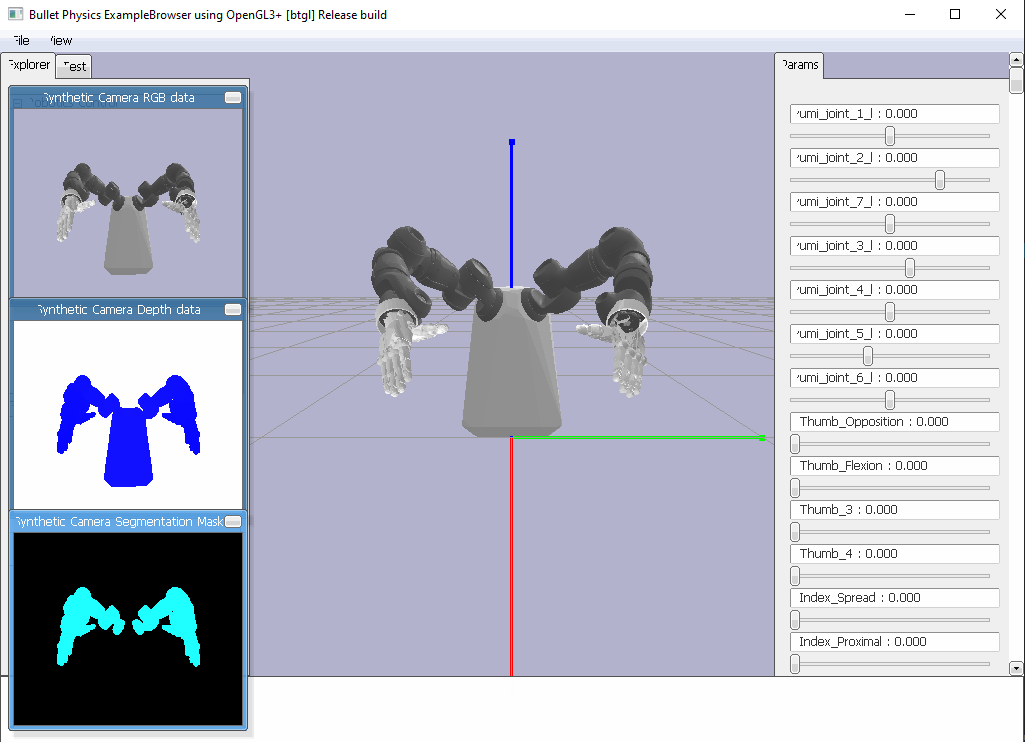 Bullet Physics ExampleBrowser using OpenGL3+ [btgl] Release build
File View
Explorer Test
Params
Synthetic Camera RGB data
Synthetic Camera Depth data
Synthetic Camera Segmentation Mask
yumi_joint_1_l : 0.000
yumi_joint_2_l : 0.000
yumi_joint_7_l : 0.000
yumi_joint_3_l : 0.000
yumi_joint_4_l : 0.000
yumi_joint_5_l : 0.000
yumi_joint_6_l : 0.000
Thumb_Opposition : 0.000
Thumb_Flexion : 0.000
Thumb_3 : 0.000
Thumb_4 : 0.000
Index_Spread : 0.000
Index_Proximal : 0.000